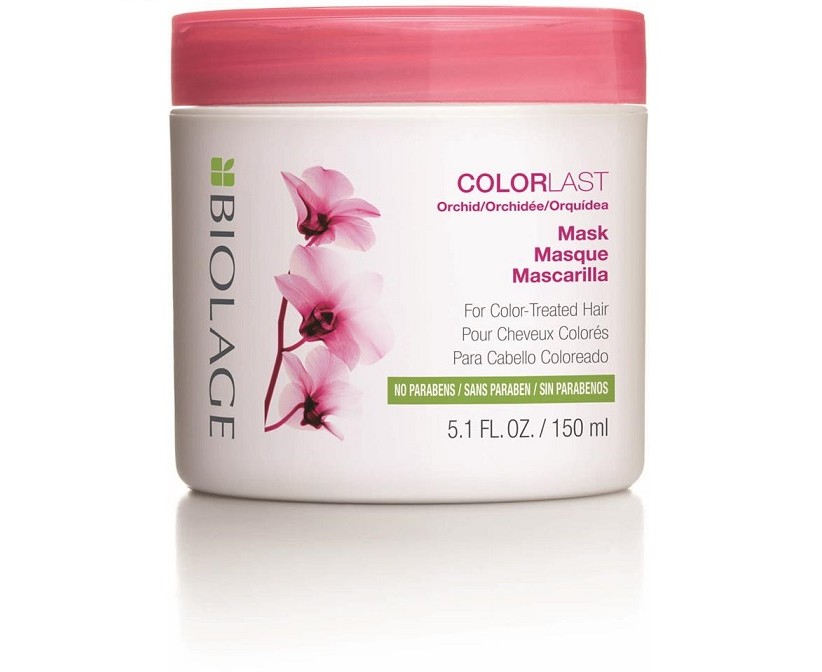 BIOLAGE
COLORLAST
Orchid/Orchidée/Orquídea
Mask
Masque
Mascarilla
For Color-Treated Hair
Pour Cheveux Colorés
Para Cabello Coloreado
NO PARABENS / SANS PARABEN / SIN PARABENOS
5.1 FL. OZ. / 150 ml